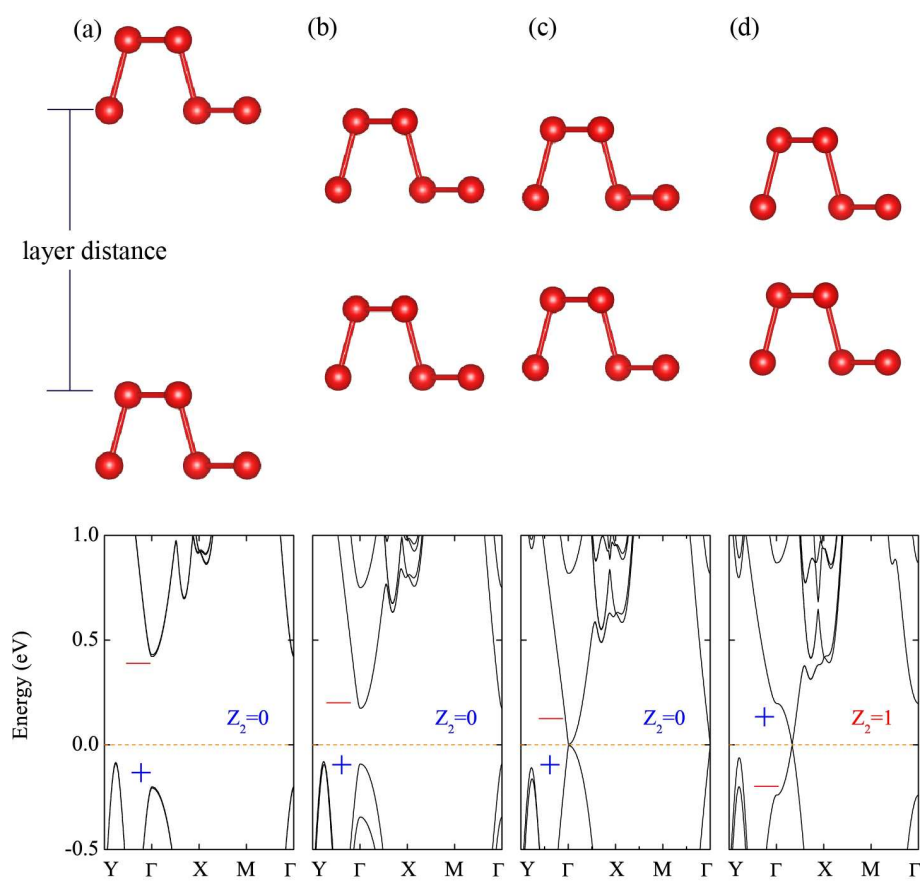 (a) (b) (c) (d)
layer distance
Energy (eV)
1.0
0.5
0.0
-0.5
− + Z₂=0
− + Z₂=0
− + Z₂=0
+ − Z₂=1
Y Γ X M Γ
Y Γ X M Γ
Y Γ X M Γ
Y Γ X M Γ